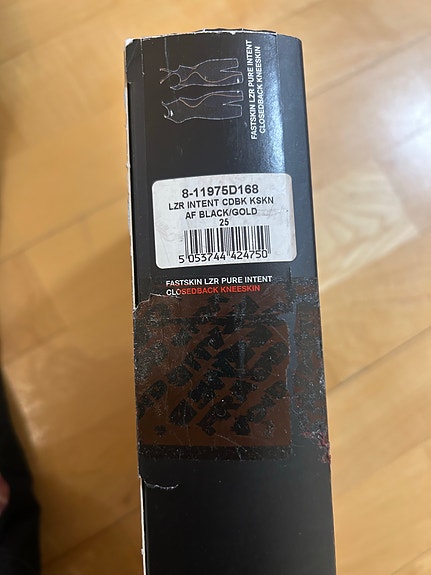 FASTSKIN LZR PURE INTENT
CLOSEDBACK KNEESKIN
8-11975D168
LZR INTENT CDBK KSKN
AF BLACK/GOLD
25
5 053744 424750
FASTSKIN LZR PURE INTENT
CLOSEDBACK KNEESKIN